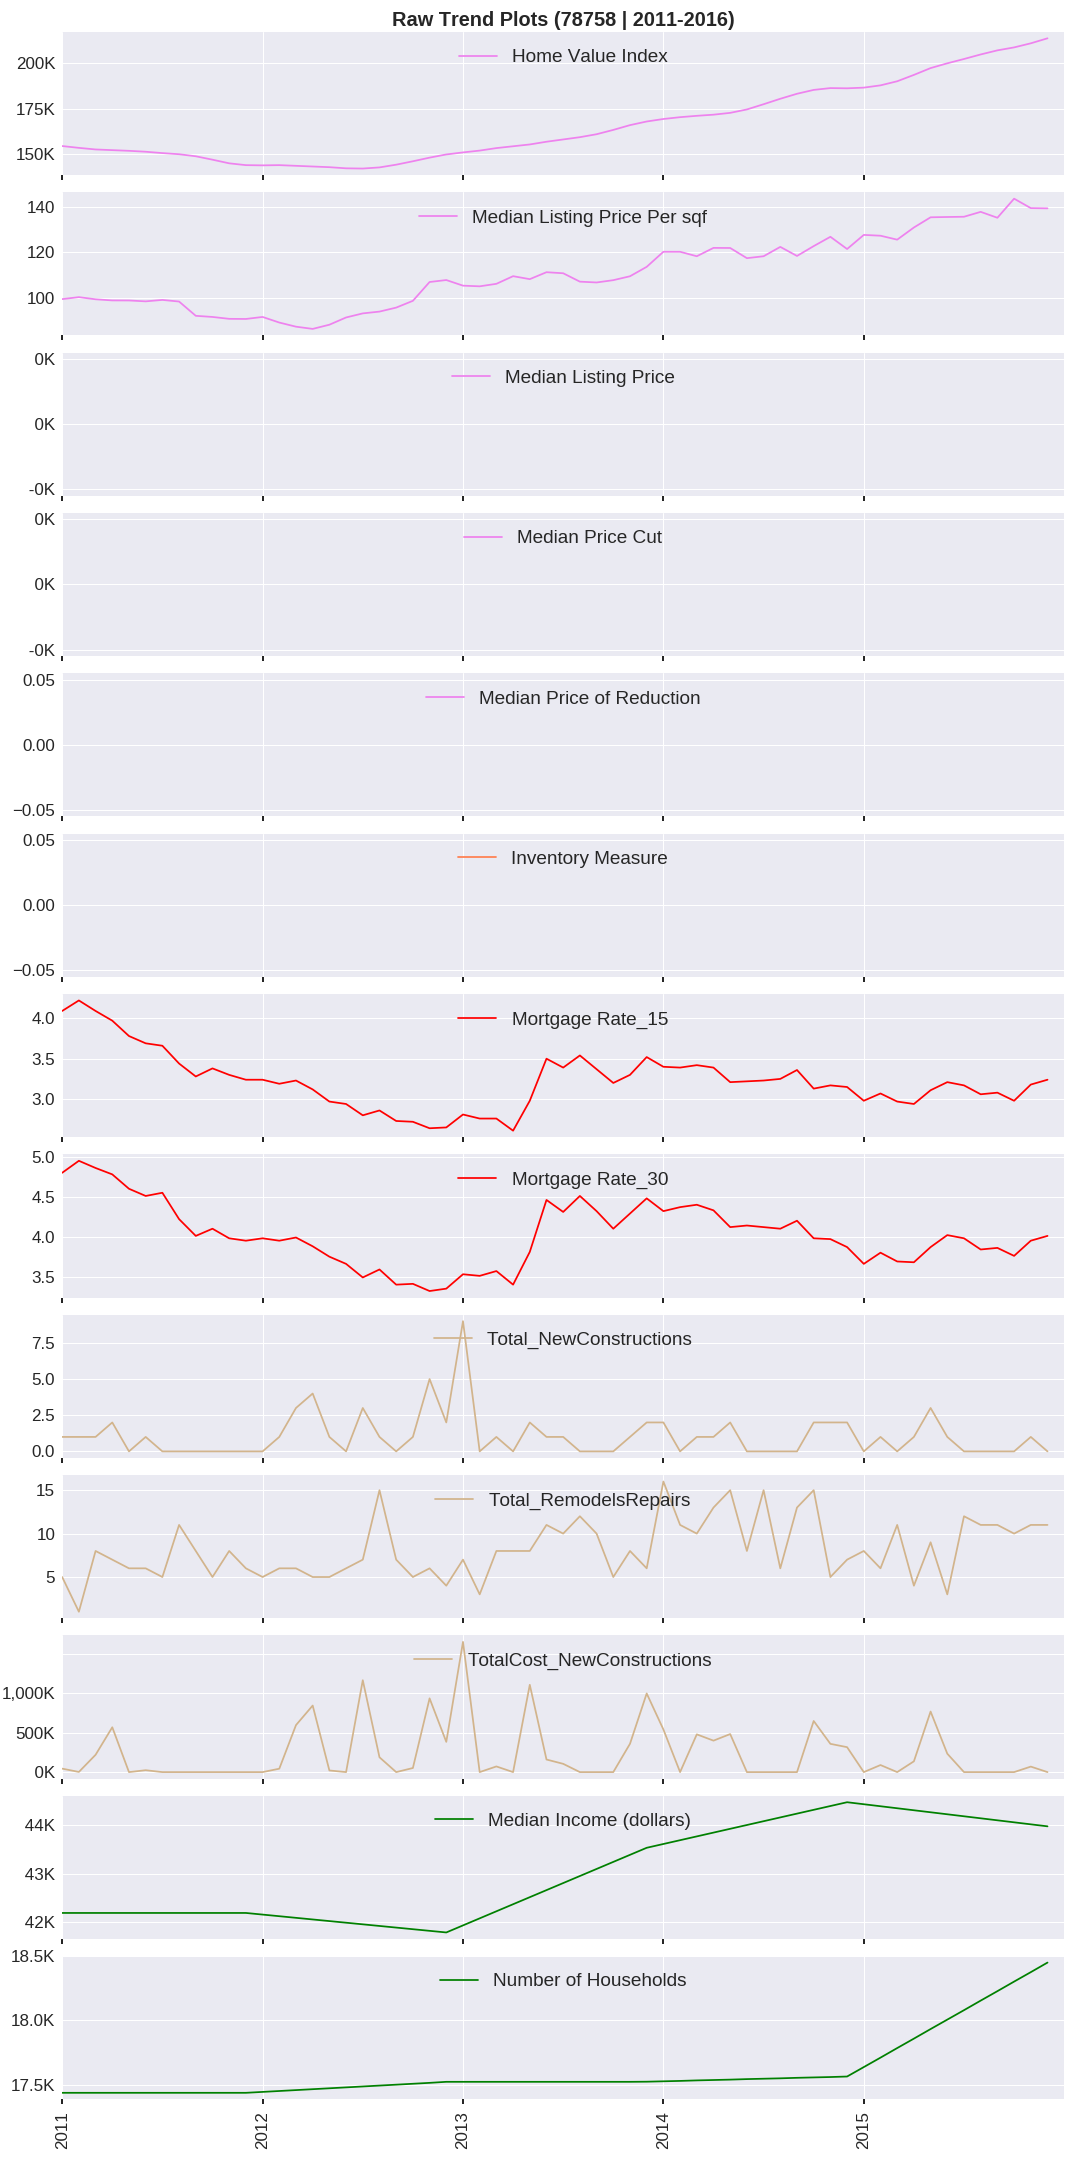 Raw Trend Plots (78758 | 2011-2016)
Home Value Index
200K
175K
150K
Median Listing Price Per sqf
140
120
100
Median Listing Price
0K
0K
-0K
Median Price Cut
0K
0K
-0K
Median Price of Reduction
0.05
0.00
−0.05
Inventory Measure
0.05
0.00
−0.05
Mortgage Rate_15
4.0
3.5
3.0
Mortgage Rate_30
5.0
4.5
4.0
3.5
Total_NewConstructions
7.5
5.0
2.5
0.0
Total_RemodelsRepairs
15
10
5
TotalCost_NewConstructions
1,000K
500K
0K
Median Income (dollars)
44K
43K
42K
Number of Households
18.5K
18.0K
17.5K
2011
2012
2013
2014
2015